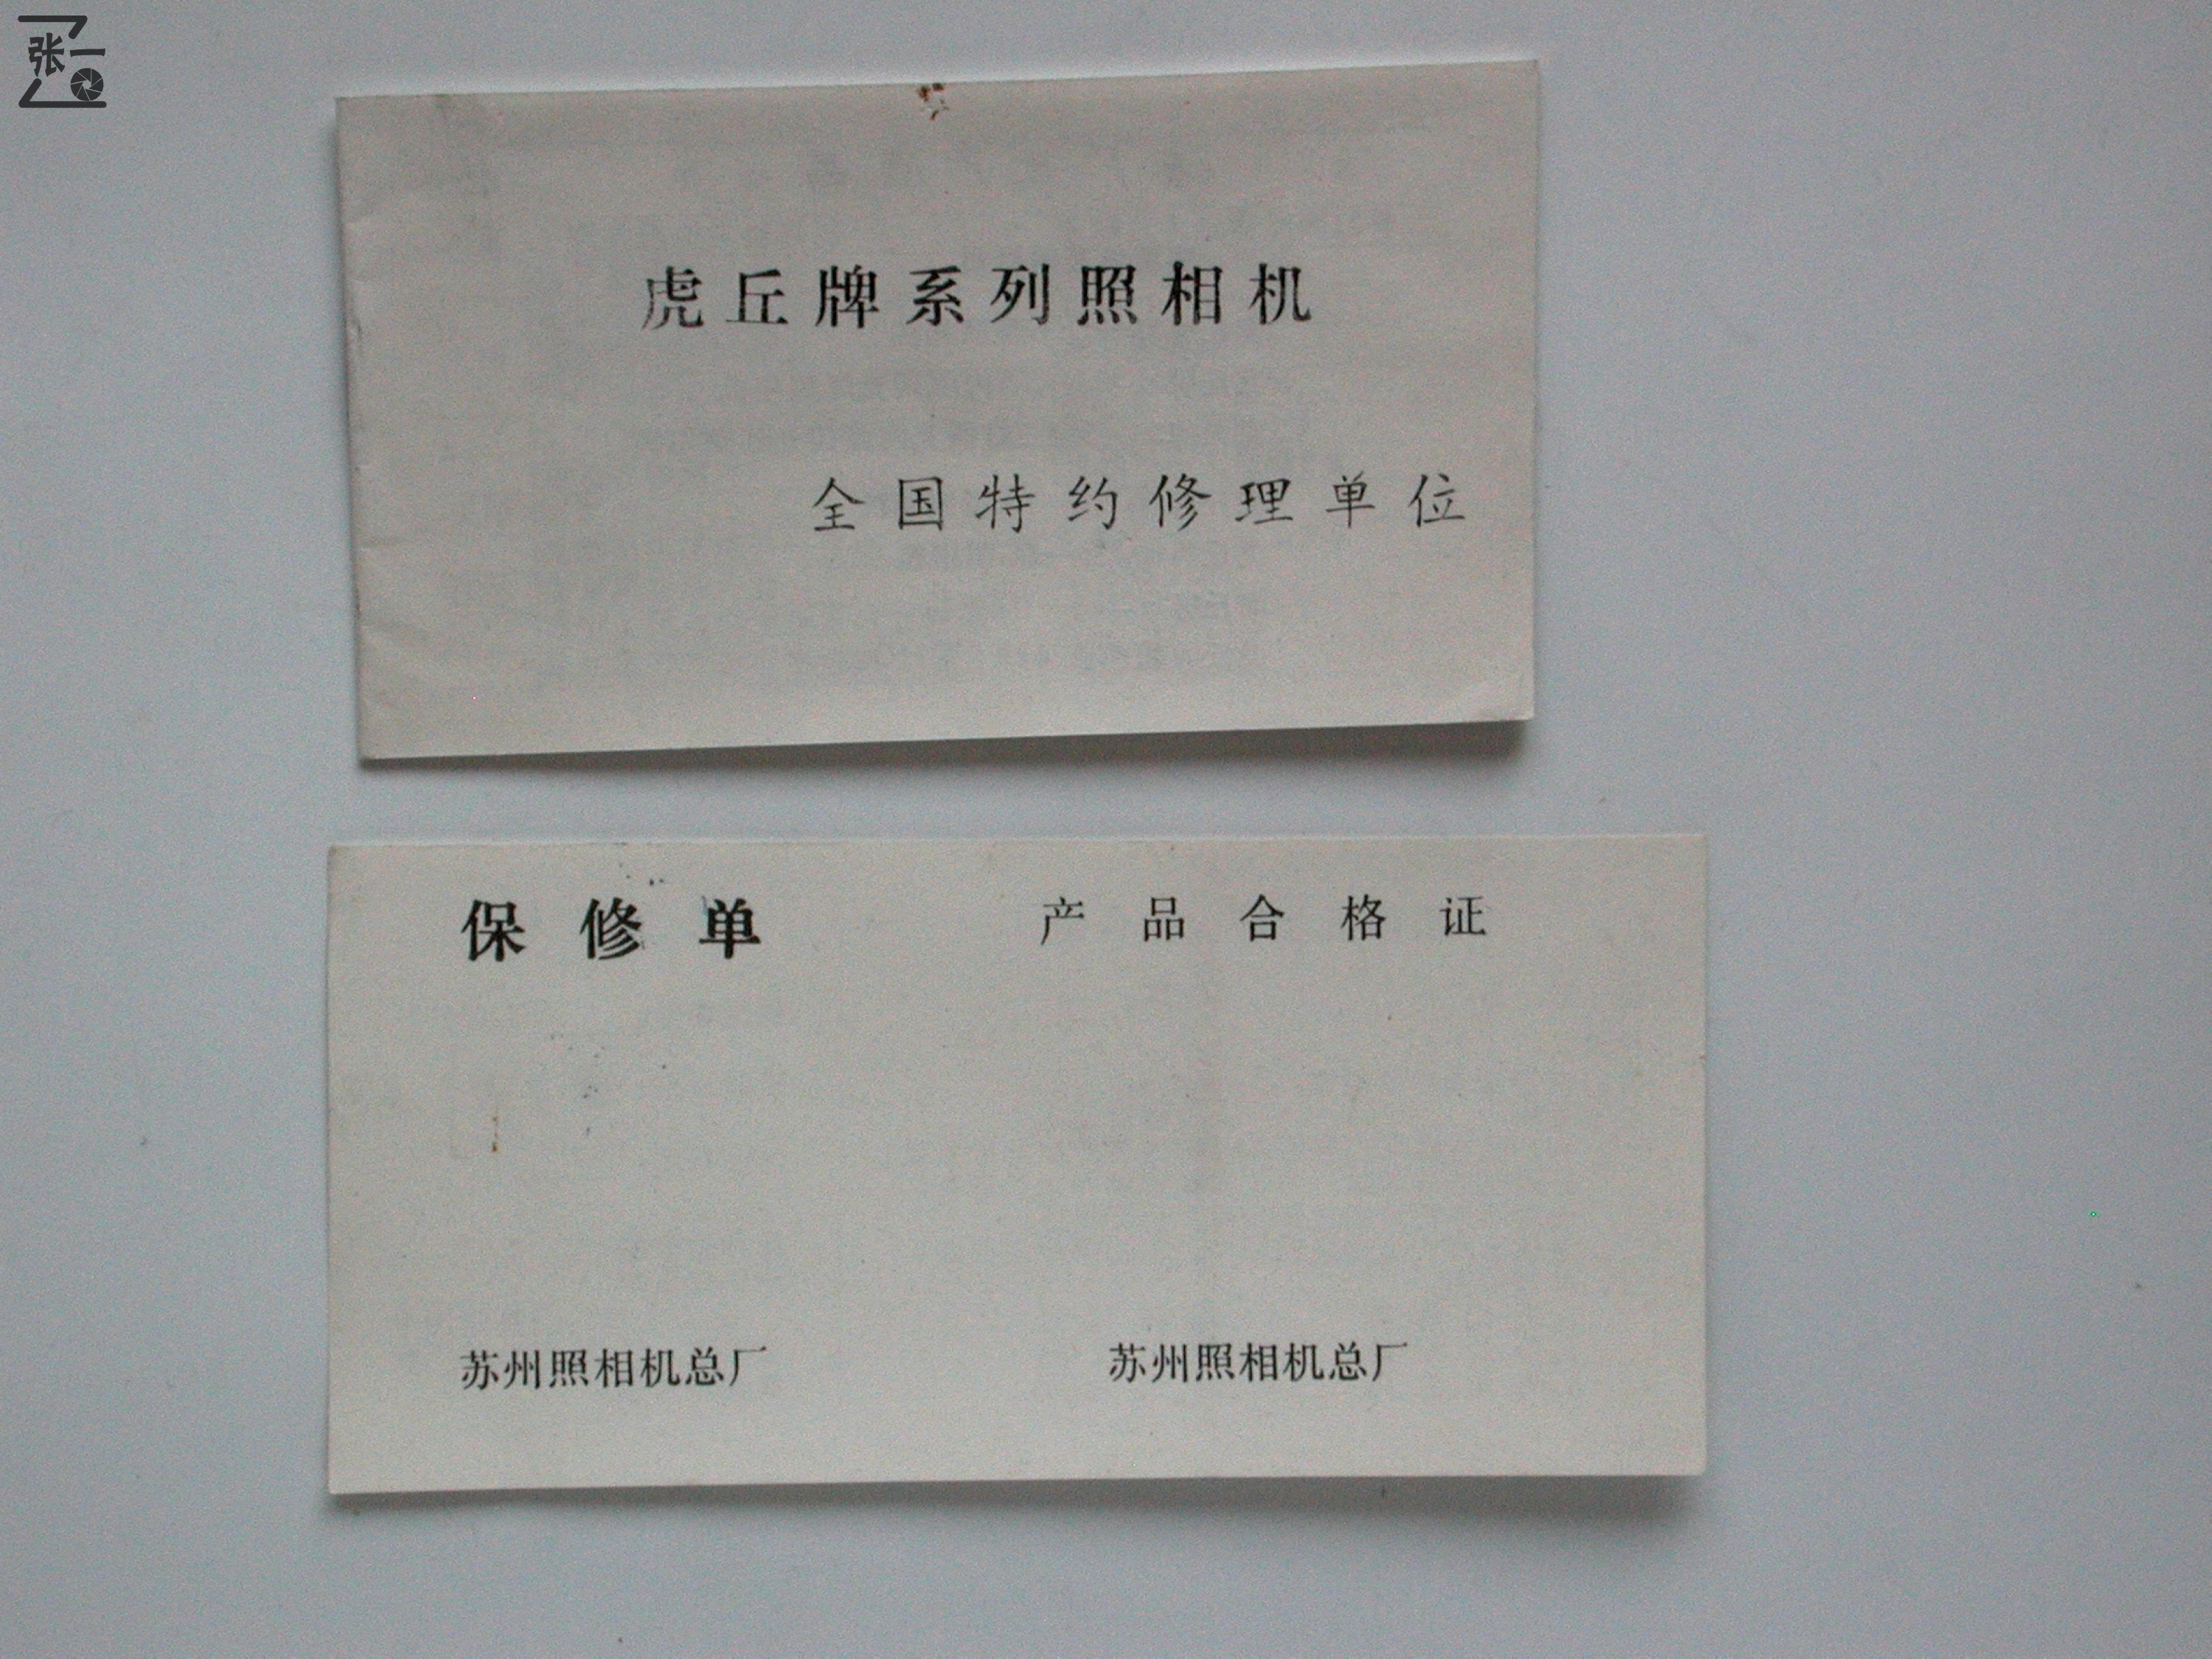 张一
虎丘牌系列照相机
全国特约修理单位
保修单
产品合格证
苏州照相机总厂
苏州照相机总厂